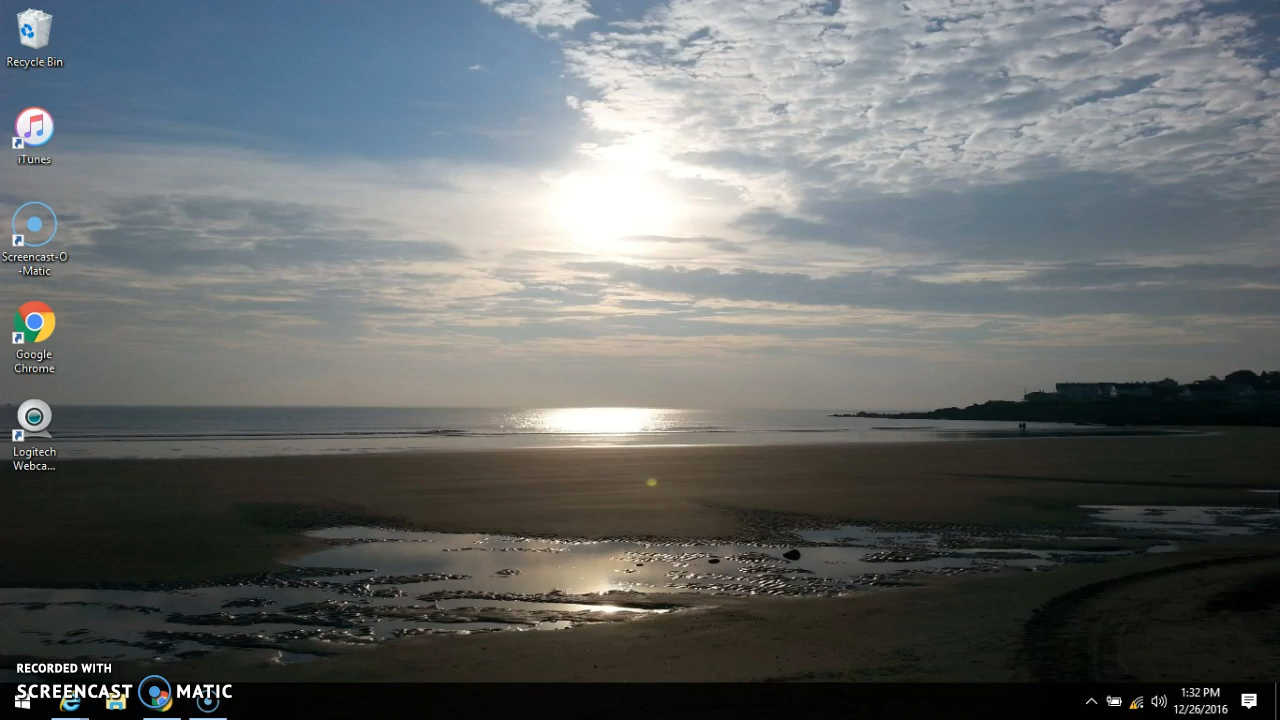 Recycle Bin
iTunes
Screencast-O
-Matic
Google
Chrome
Logitech
Webca...
RECORDED WITH
SCREENCAST MATIC
1:32 PM
12/26/2016